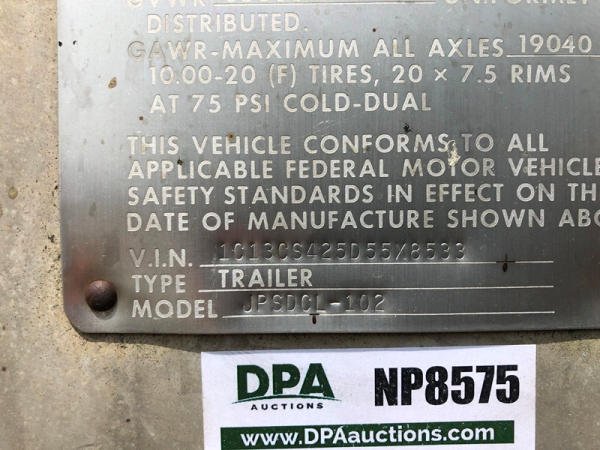 DISTRIBUTED.
GAWR-MAXIMUM ALL AXLES 19040
10.00-20 (F) TIRES, 20 × 7.5 RIMS
AT 75 PSI COLD-DUAL
THIS VEHICLE CONFORMS TO ALL
APPLICABLE FEDERAL MOTOR VEHICLE
SAFETY STANDARDS IN EFFECT ON TH
DATE OF MANUFACTURE SHOWN ABO
V.I.N. 1C13CS425D55X8533
TYPE TRAILER
MODEL JPSDCL-102
DPA
AUCTIONS
NP8575
www.DPAauctions.com